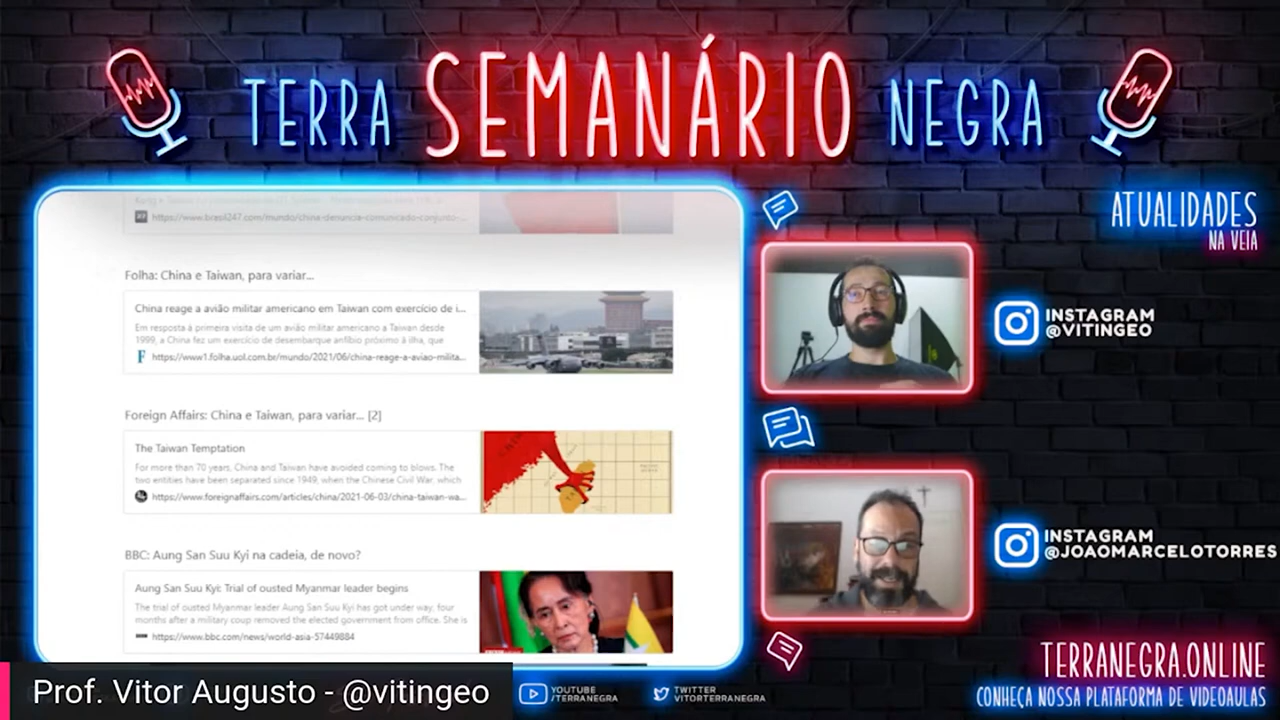 TERRA SEMANÁRIO NEGRA
https://www.brasil247.com/mundo/china-denuncia-comunicado-conjunto-...
Folha: China e Taiwan, para variar...
China reage a avião militar americano em Taiwan com exercício de i...
Em resposta à primeira visita de um avião militar americano a Taiwan desde
1999, a China fez um exercício de desembarque anfíbio próximo à ilha, que
https://www1.folha.uol.com.br/mundo/2021/06/china-reage-a-aviao-milita...
Foreign Affairs: China e Taiwan, para variar... [2]
The Taiwan Temptation
For more than 70 years, China and Taiwan have avoided coming to blows. The
two entities have been separated since 1949, when the Chinese Civil War, which
https://www.foreignaffairs.com/articles/china/2021-06-03/china-taiwan-wa...
BBC: Aung San Suu Kyi na cadeia, de novo?
Aung San Suu Kyi: Trial of ousted Myanmar leader begins
The trial of ousted Myanmar leader Aung San Suu Kyi has got under way, four
months after a military coup removed the elected government from office. She is
https://www.bbc.com/news/world-asia-57449884
ATUALIDADES
NA VEIA
INSTAGRAM
@VITINGEO
INSTAGRAM
@JOAOMARCELOTORRES
TERRANEGRA.ONLINE
CONHEÇA NOSSA PLATAFORMA DE VIDEOAULAS
Prof. Vitor Augusto - @vitingeo
YOUTUBE
/TERRANEGRA
TWITTER
VITORTERRANEGRA